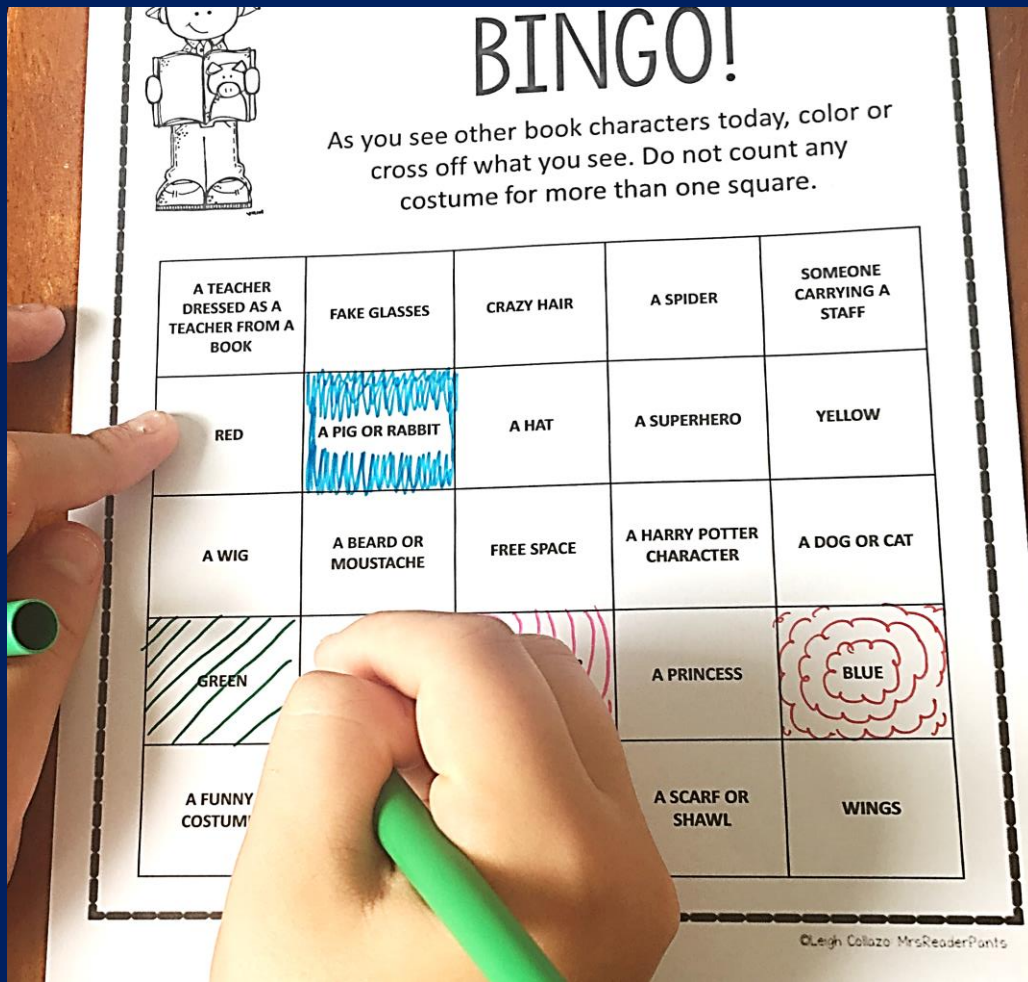 BINGO!
As you see other book characters today, color or
cross off what you see. Do not count any
costume for more than one square.
A TEACHER
DRESSED AS A
TEACHER FROM A
BOOK
FAKE GLASSES
CRAZY HAIR
A SPIDER
SOMEONE
CARRYING A
STAFF
RED
A PIG OR RABBIT
A HAT
A SUPERHERO
YELLOW
A WIG
A BEARD OR
MOUSTACHE
FREE SPACE
A HARRY POTTER
CHARACTER
A DOG OR CAT
GREEN
A PRINCESS
BLUE
A FUNNY
A SCARF OR
SHAWL
WINGS
©Leigh Collazo MrsReaderPants